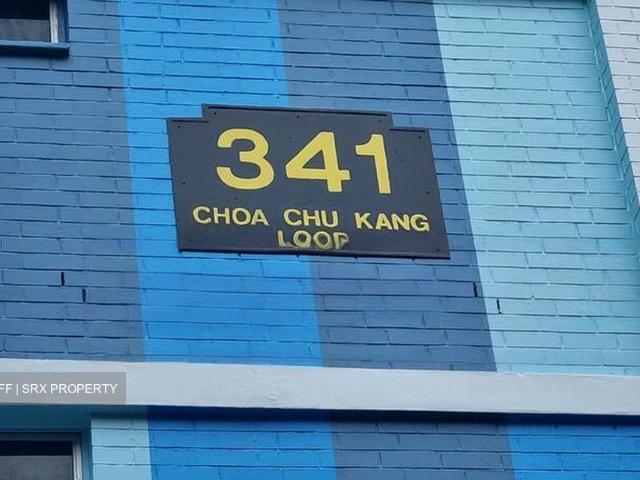 341
CHOA CHU KANG
LOOP
FF | SRX PROPERTY